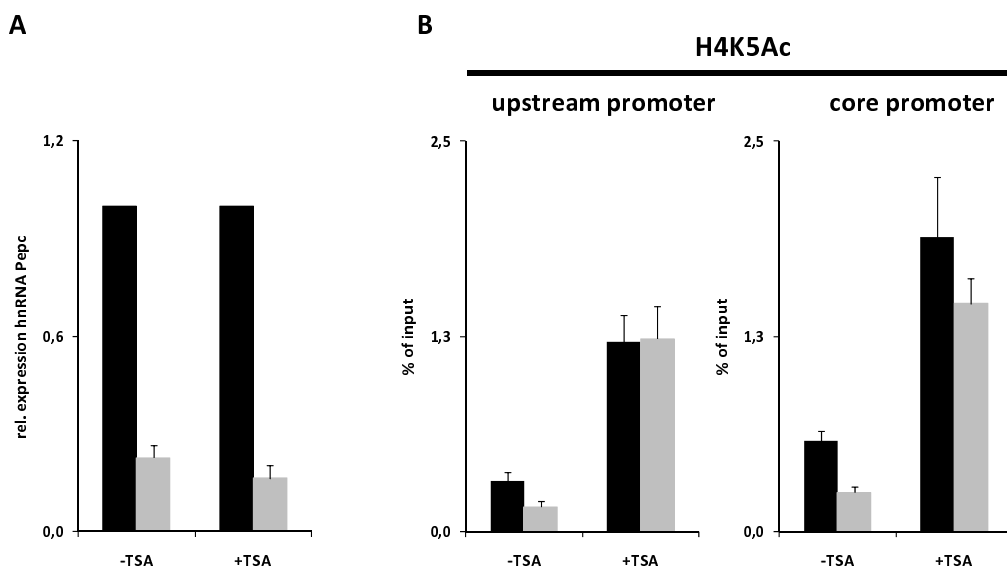 A
B
H4K5Ac
upstream promoter
core promoter
rel. expression hnRNA Pepc
1,2
0,6
0,0
-TSA
+TSA
% of input
2,5
1,3
0,0
-TSA
+TSA
% of input
2,5
1,3
0,0
-TSA
+TSA